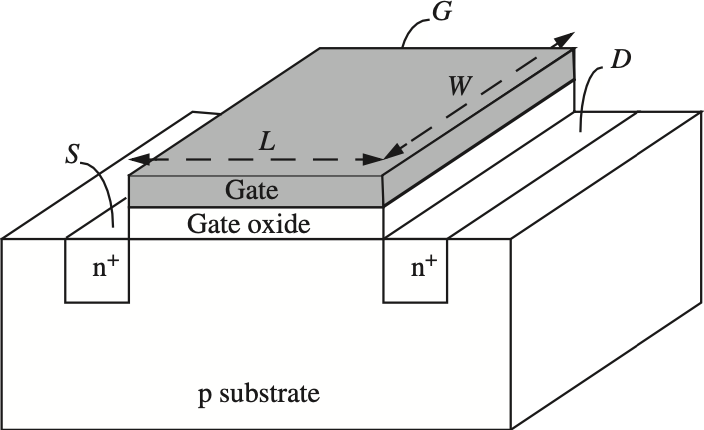 G
D
W
S
L
Gate
Gate oxide
n⁺
n⁺
p substrate